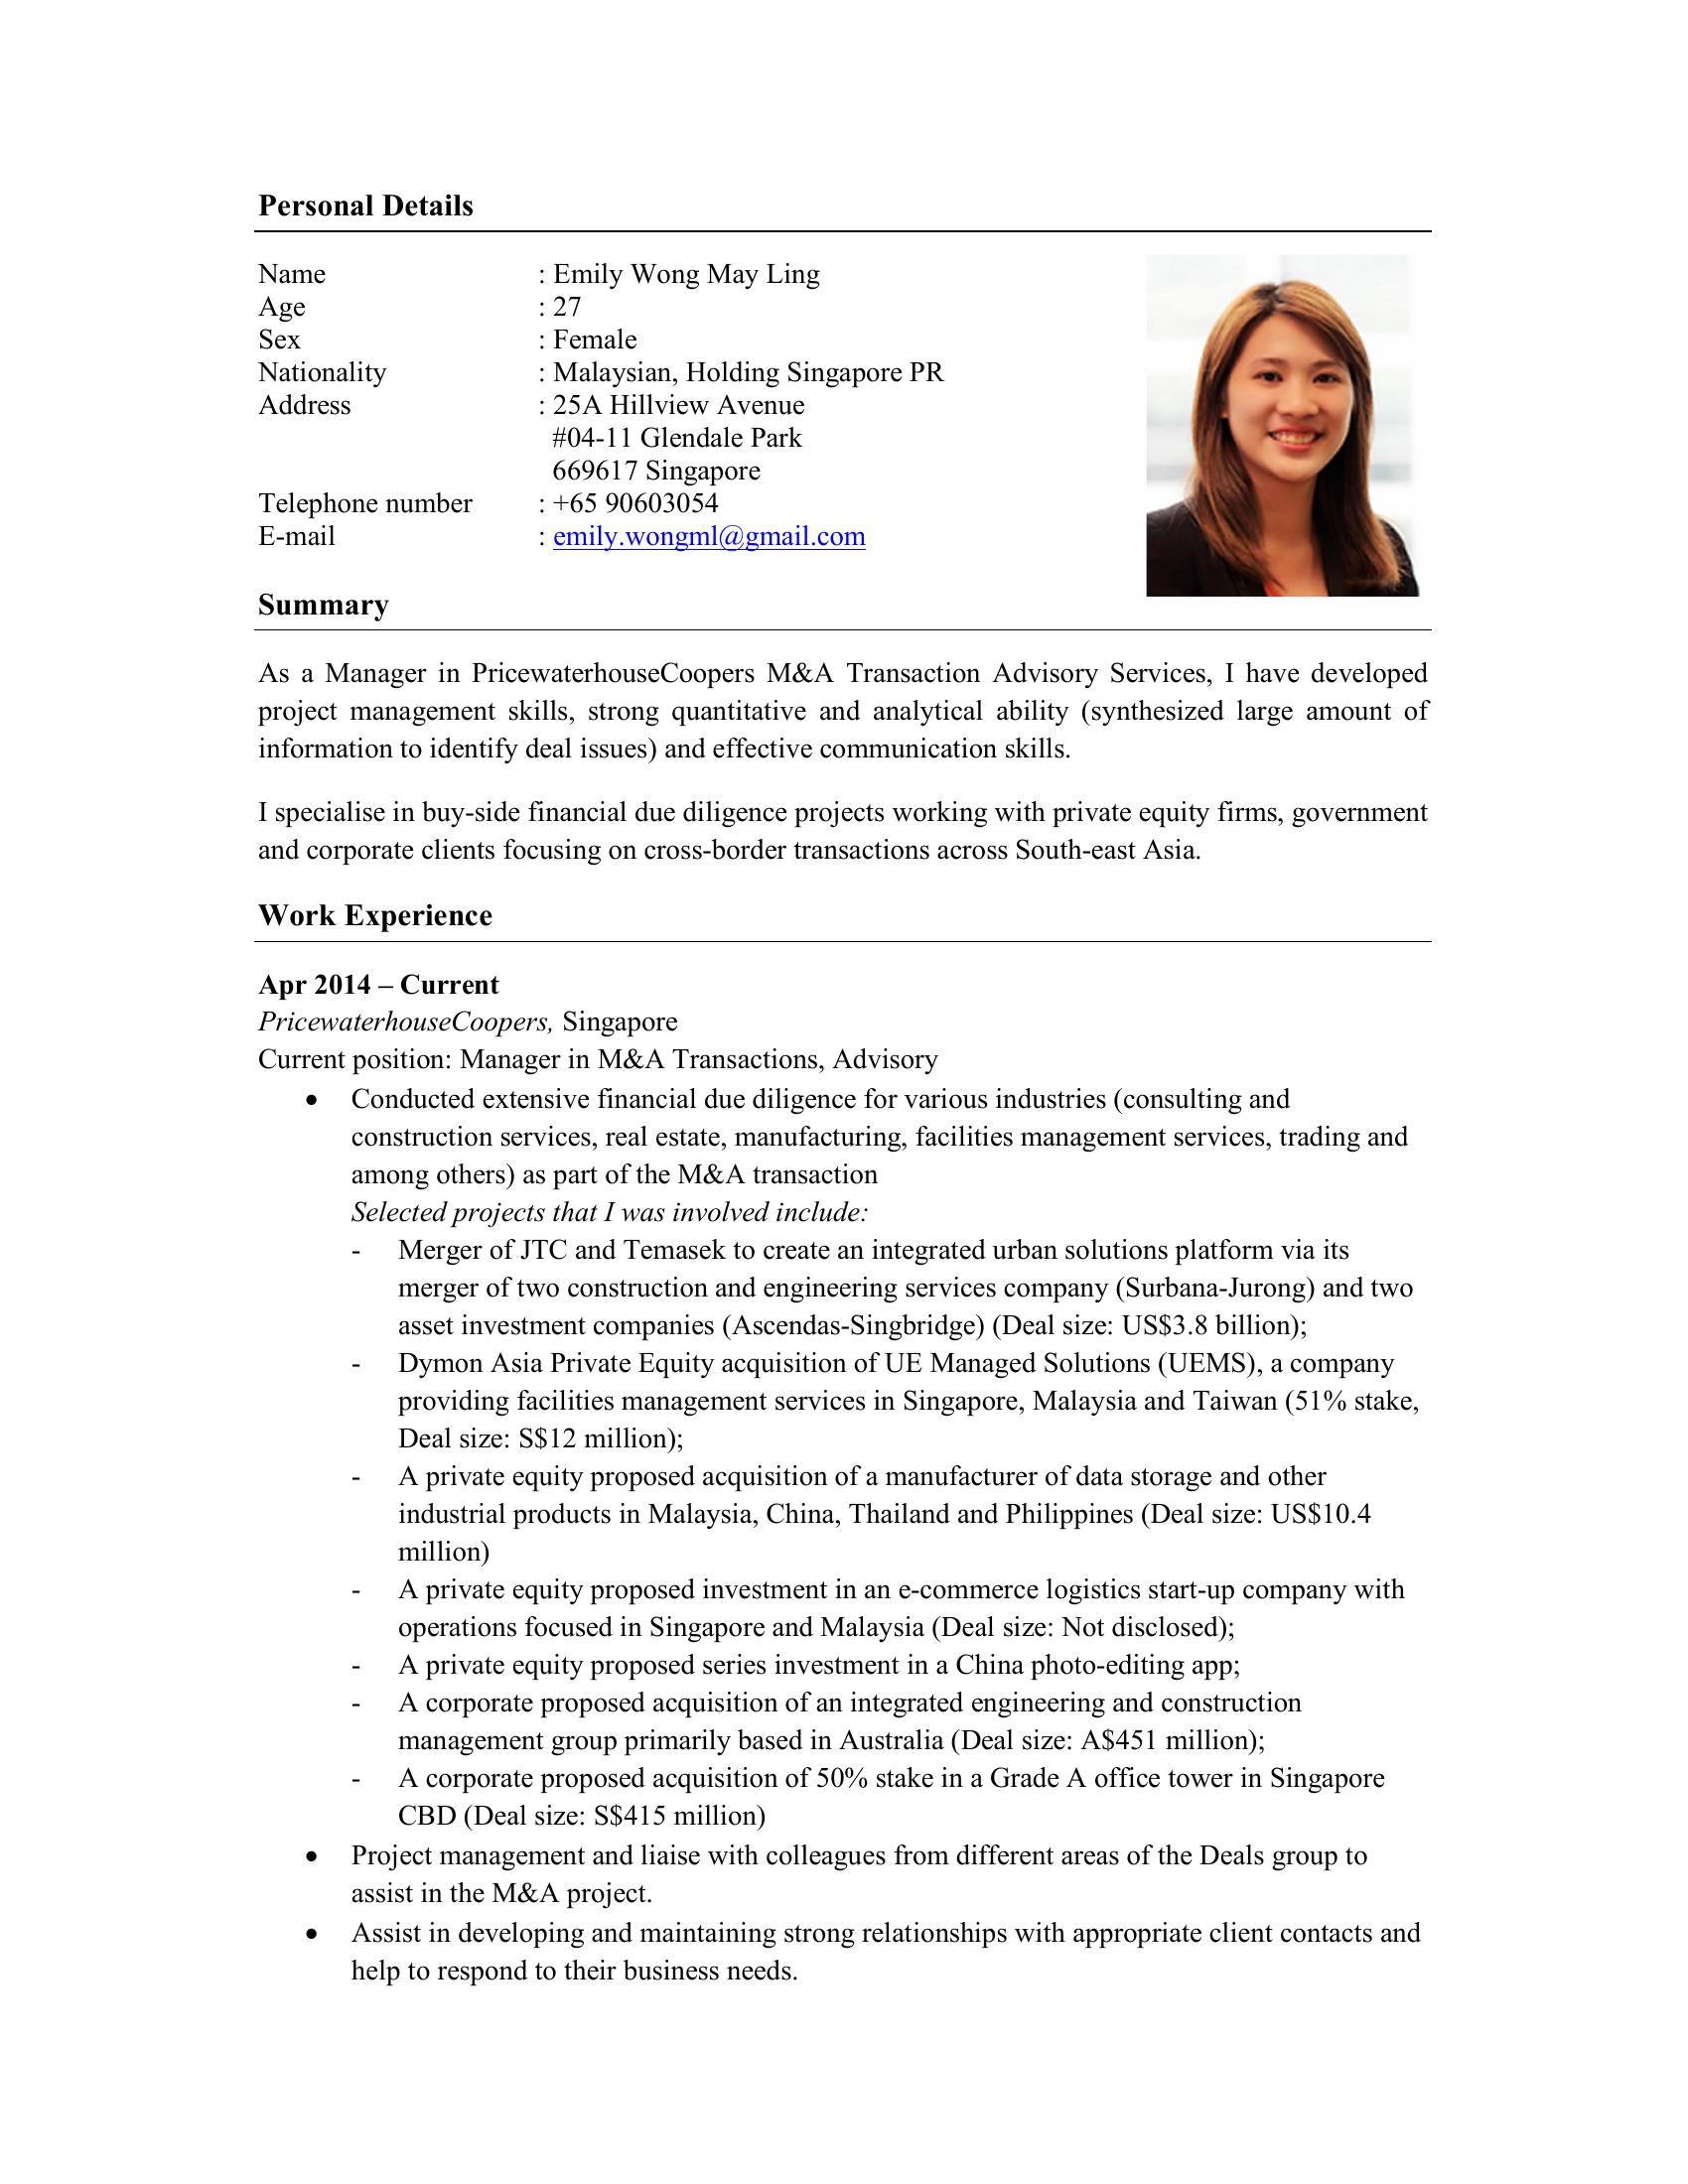 Personal Details
Name : Emily Wong May Ling
Age : 27
Sex : Female
Nationality : Malaysian, Holding Singapore PR
Address : 25A Hillview Avenue
#04-11 Glendale Park
669617 Singapore
Telephone number : +65 90603054
E-mail : emily.wongml@gmail.com
Summary
As a Manager in PricewaterhouseCoopers M&A Transaction Advisory Services, I have developed
project management skills, strong quantitative and analytical ability (synthesized large amount of
information to identify deal issues) and effective communication skills.
I specialise in buy-side financial due diligence projects working with private equity firms, government
and corporate clients focusing on cross-border transactions across South-east Asia.
Work Experience
Apr 2014 – Current
PricewaterhouseCoopers, Singapore
Current position: Manager in M&A Transactions, Advisory
• Conducted extensive financial due diligence for various industries (consulting and
construction services, real estate, manufacturing, facilities management services, trading and
among others) as part of the M&A transaction
Selected projects that I was involved include:
- Merger of JTC and Temasek to create an integrated urban solutions platform via its
merger of two construction and engineering services company (Surbana-Jurong) and two
asset investment companies (Ascendas-Singbridge) (Deal size: US$3.8 billion);
- Dymon Asia Private Equity acquisition of UE Managed Solutions (UEMS), a company
providing facilities management services in Singapore, Malaysia and Taiwan (51% stake,
Deal size: S$12 million);
- A private equity proposed acquisition of a manufacturer of data storage and other
industrial products in Malaysia, China, Thailand and Philippines (Deal size: US$10.4
million)
- A private equity proposed investment in an e-commerce logistics start-up company with
operations focused in Singapore and Malaysia (Deal size: Not disclosed);
- A private equity proposed series investment in a China photo-editing app;
- A corporate proposed acquisition of an integrated engineering and construction
management group primarily based in Australia (Deal size: A$451 million);
- A corporate proposed acquisition of 50% stake in a Grade A office tower in Singapore
CBD (Deal size: S$415 million)
• Project management and liaise with colleagues from different areas of the Deals group to
assist in the M&A project.
• Assist in developing and maintaining strong relationships with appropriate client contacts and
help to respond to their business needs.